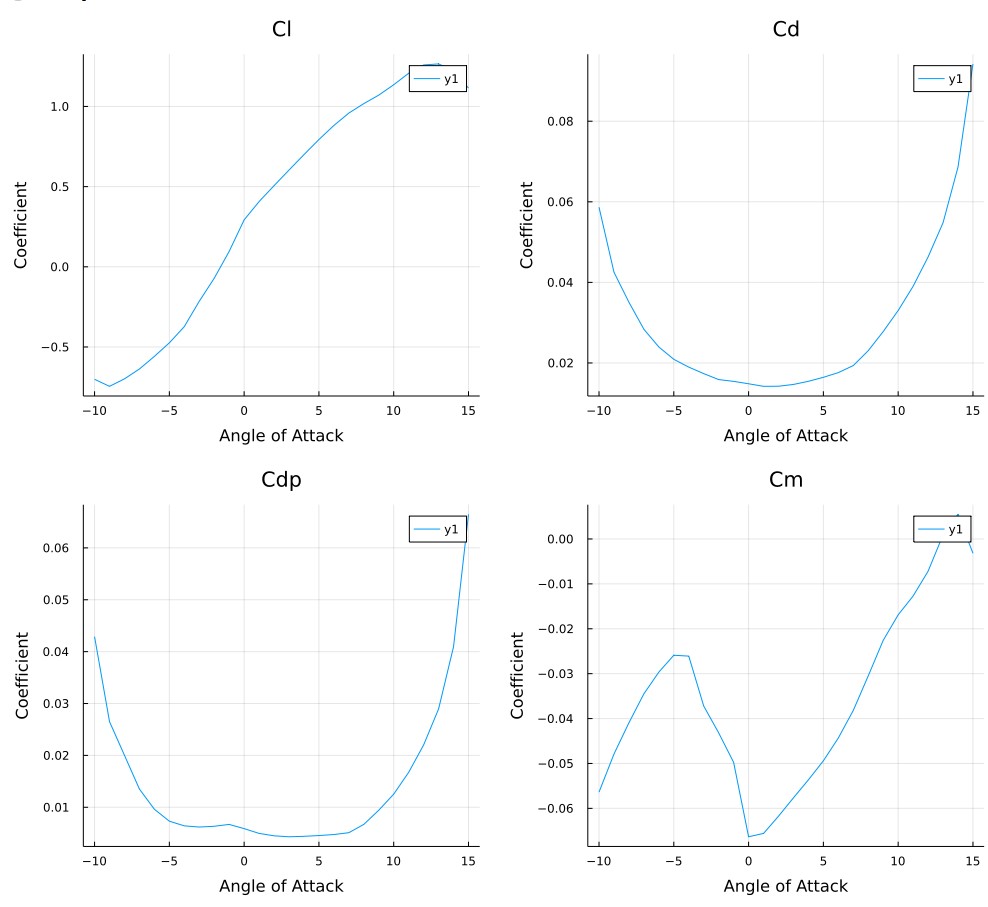 Cl
y1
1.0
0.5
0.0
−0.5
Coefficient
−10 −5 0 5 10 15
Angle of Attack
Cd
y1
0.08
0.06
0.04
0.02
Coefficient
−10 −5 0 5 10 15
Angle of Attack
Cdp
y1
0.06
0.05
0.04
0.03
0.02
0.01
Coefficient
−10 −5 0 5 10 15
Angle of Attack
Cm
y1
0.00
−0.01
−0.02
−0.03
−0.04
−0.05
−0.06
Coefficient
−10 −5 0 5 10 15
Angle of Attack